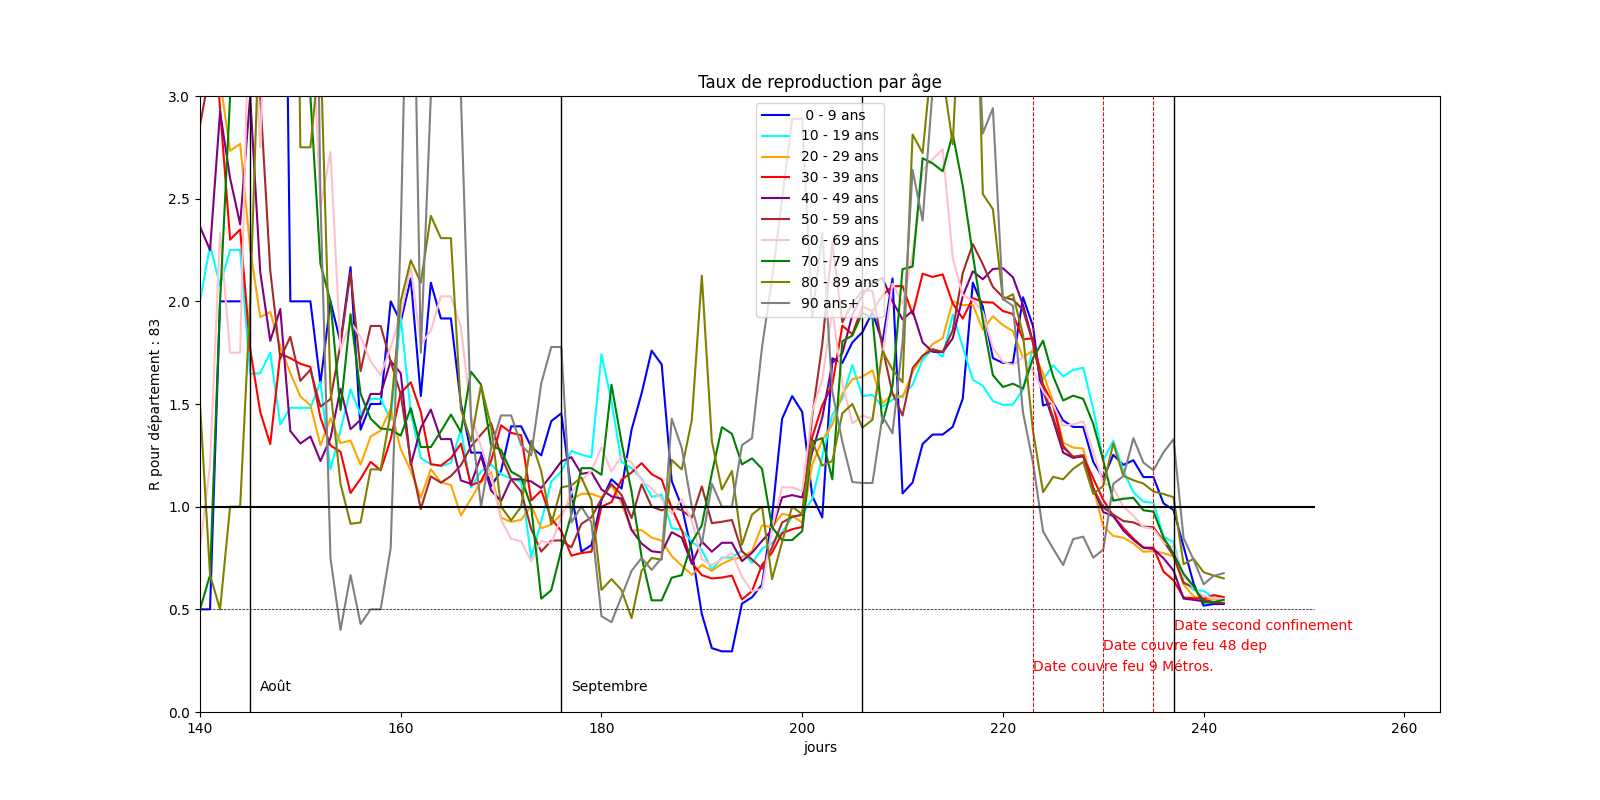 Taux de reproduction par âge
R pour département : 83
3.0
2.5
2.0
1.5
1.0
0.5
0.0
0 - 9 ans
10 - 19 ans
20 - 29 ans
30 - 39 ans
40 - 49 ans
50 - 59 ans
60 - 69 ans
70 - 79 ans
80 - 89 ans
90 ans+
Date second confinement
Date couvre feu 48 dep
Date couvre feu 9 Métros.
Août
Septembre
140
160
180
200
220
240
260
jours